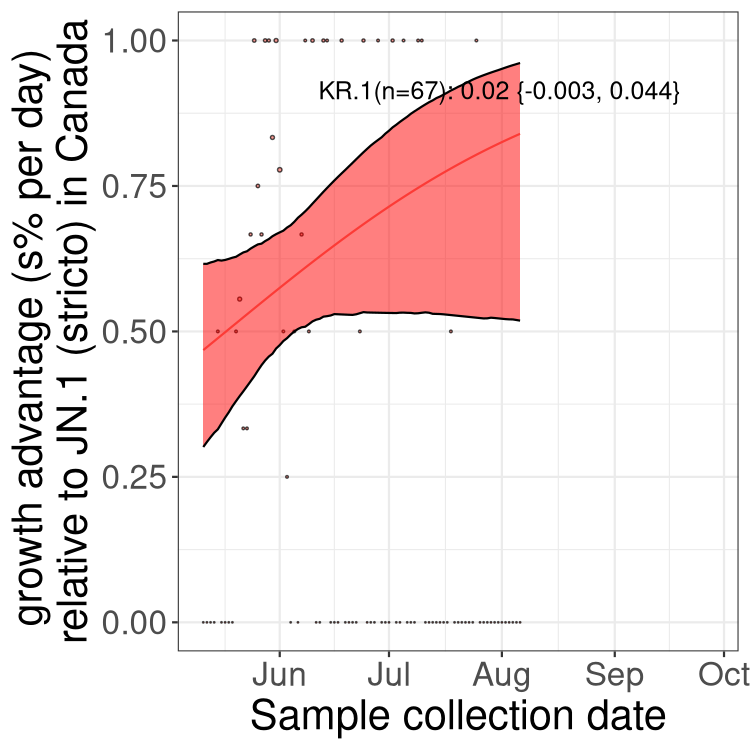 growth advantage (s% per day)
relative to JN.1 (stricto) in Canada
1.00
0.75
0.50
0.25
0.00
KR.1(n=67): 0.02 {-0.003, 0.044}
Jun Jul Aug Sep Oct
Sample collection date